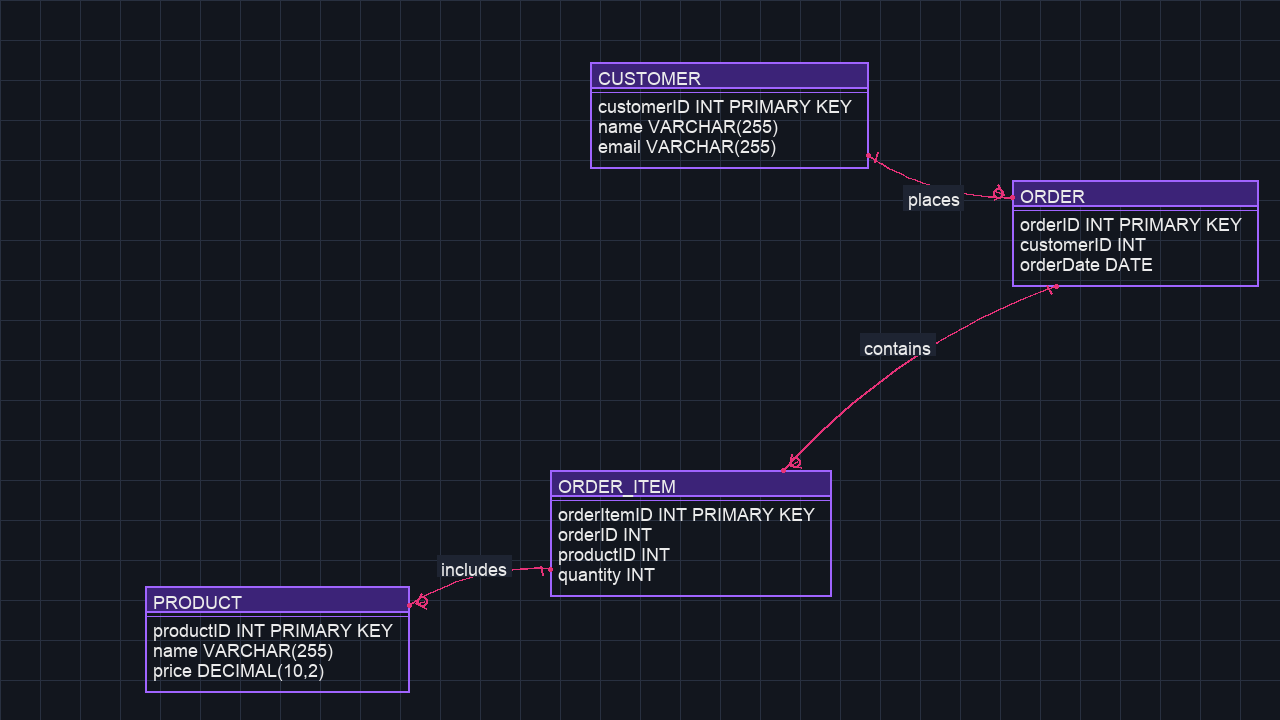 CUSTOMER
customerID INT PRIMARY KEY
name VARCHAR(255)
email VARCHAR(255)
places
ORDER
orderID INT PRIMARY KEY
customerID INT
orderDate DATE
contains
ORDER_ITEM
orderItemID INT PRIMARY KEY
orderID INT
productID INT
quantity INT
includes
PRODUCT
productID INT PRIMARY KEY
name VARCHAR(255)
price DECIMAL(10,2)